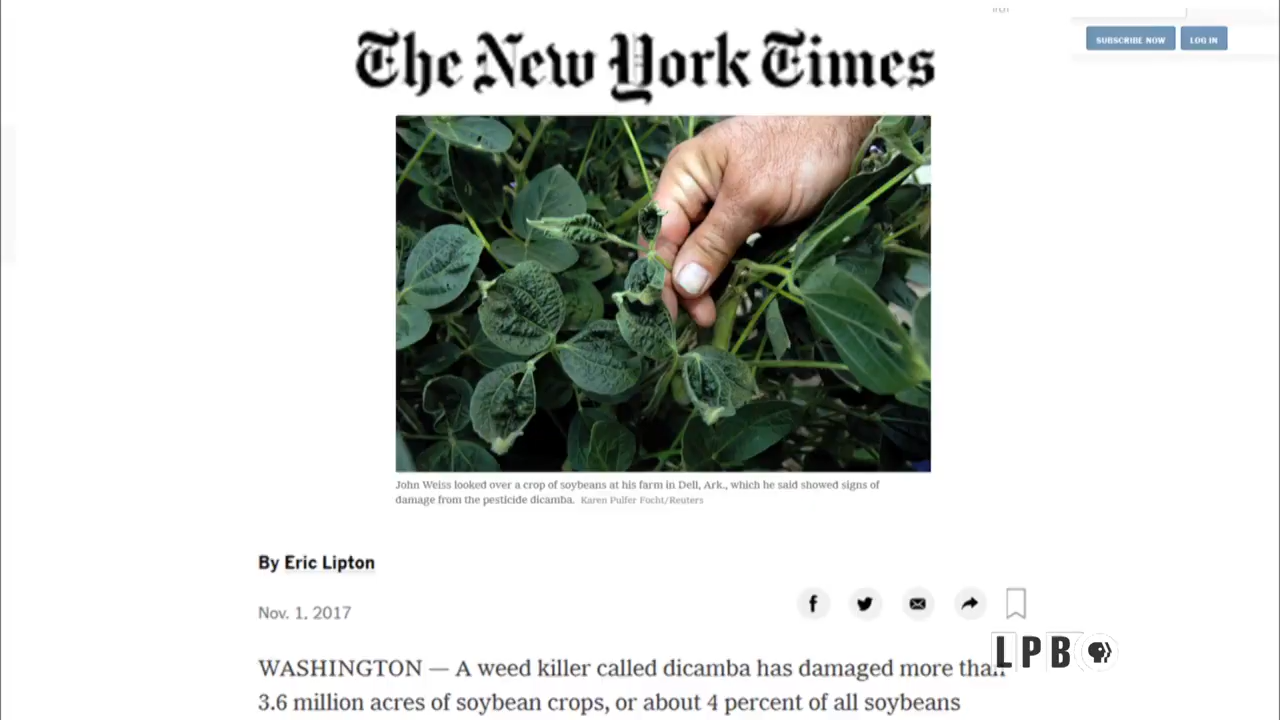 SUBSCRIBE NOW
LOG IN
The New York Times
John Weiss looked over a crop of soybeans at his farm in Dell, Ark., which he said showed signs of
damage from the pesticide dicamba. Karen Pulfer Focht/Reuters
By Eric Lipton
Nov. 1, 2017
WASHINGTON — A weed killer called dicamba has damaged more than
3.6 million acres of soybean crops, or about 4 percent of all soybeans
LPB